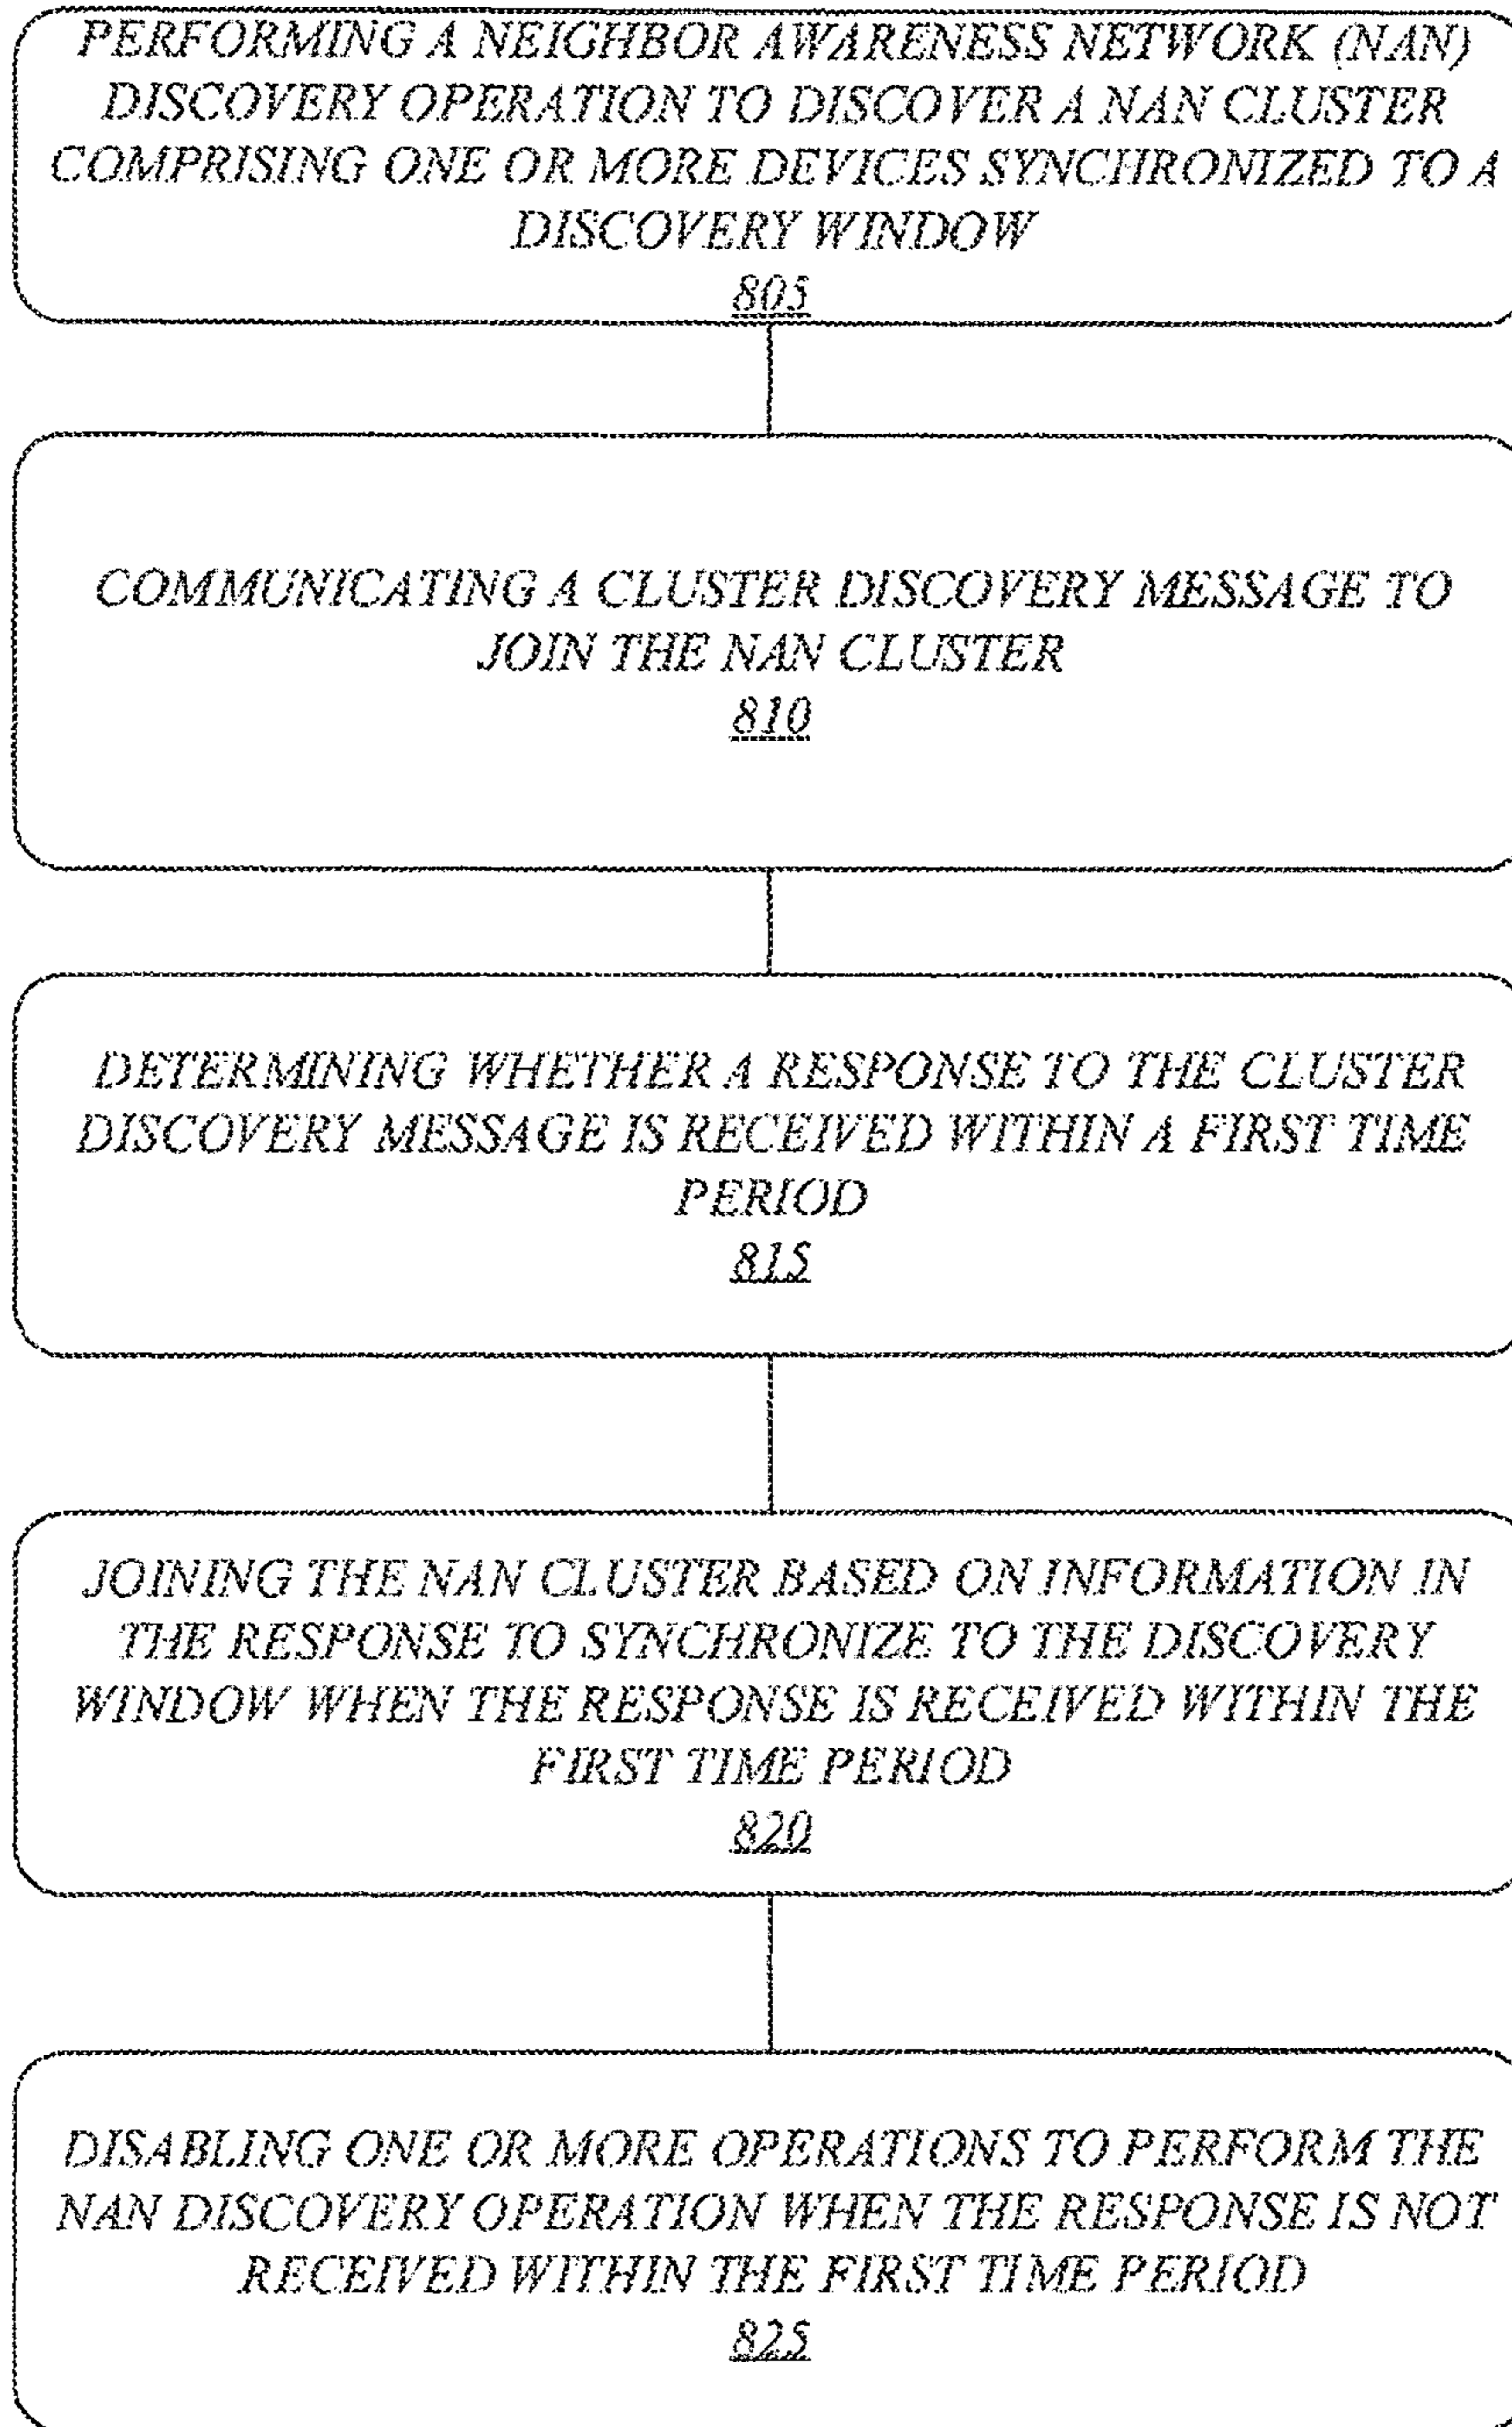 PERFORMING A NEIGHBOR AWARENESS NETWORK (NAN)
DISCOVERY OPERATION TO DISCOVER A NAN CLUSTER
COMPRISING ONE OR MORE DEVICES SYNCHRONIZED TO A
DISCOVERY WINDOW
805
COMMUNICATING A CLUSTER DISCOVERY MESSAGE TO
JOIN THE NAN CLUSTER
810
DETERMINING WHETHER A RESPONSE TO THE CLUSTER
DISCOVERY MESSAGE IS RECEIVED WITHIN A FIRST TIME
PERIOD
815
JOINING THE NAN CLUSTER BASED ON INFORMATION IN
THE RESPONSE TO SYNCHRONIZE TO THE DISCOVERY
WINDOW WHEN THE RESPONSE IS RECEIVED WITHIN THE
FIRST TIME PERIOD
820
DISABLING ONE OR MORE OPERATIONS TO PERFORM THE
NAN DISCOVERY OPERATION WHEN THE RESPONSE IS NOT
RECEIVED WITHIN THE FIRST TIME PERIOD
825